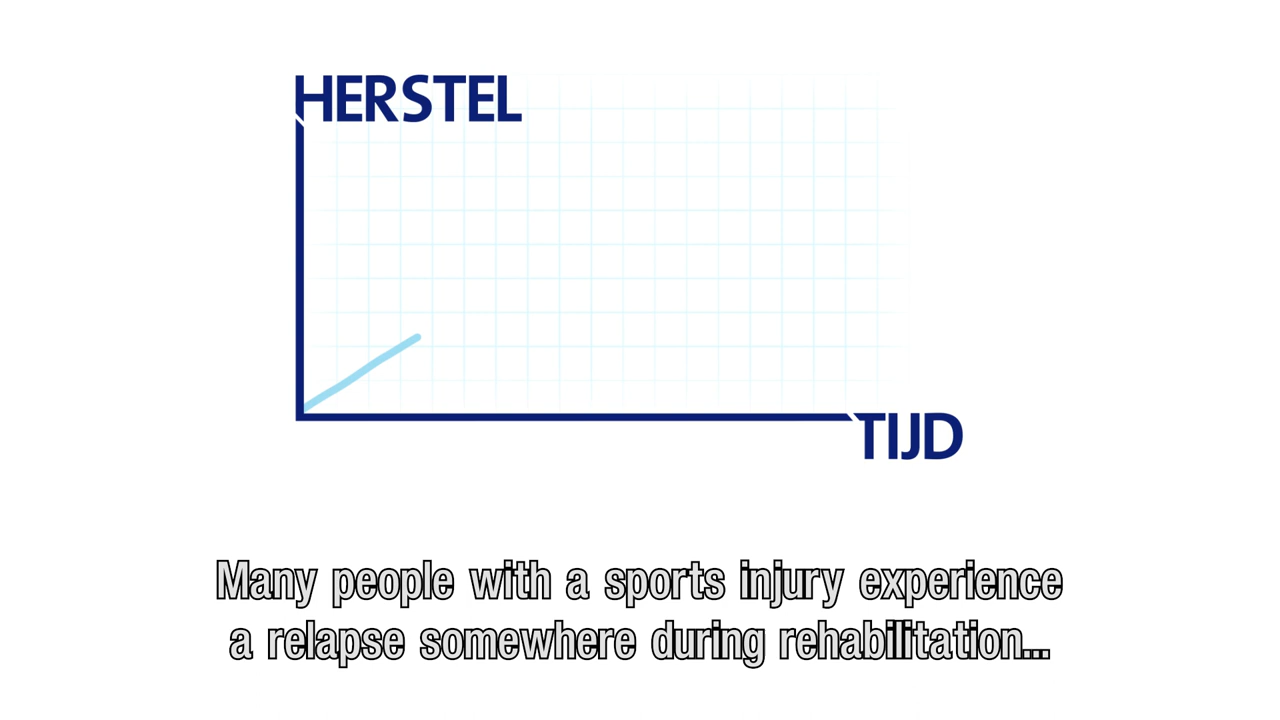 HERSTEL
TIJD
Many people with a sports injury experience
a relapse somewhere during rehabilitation...